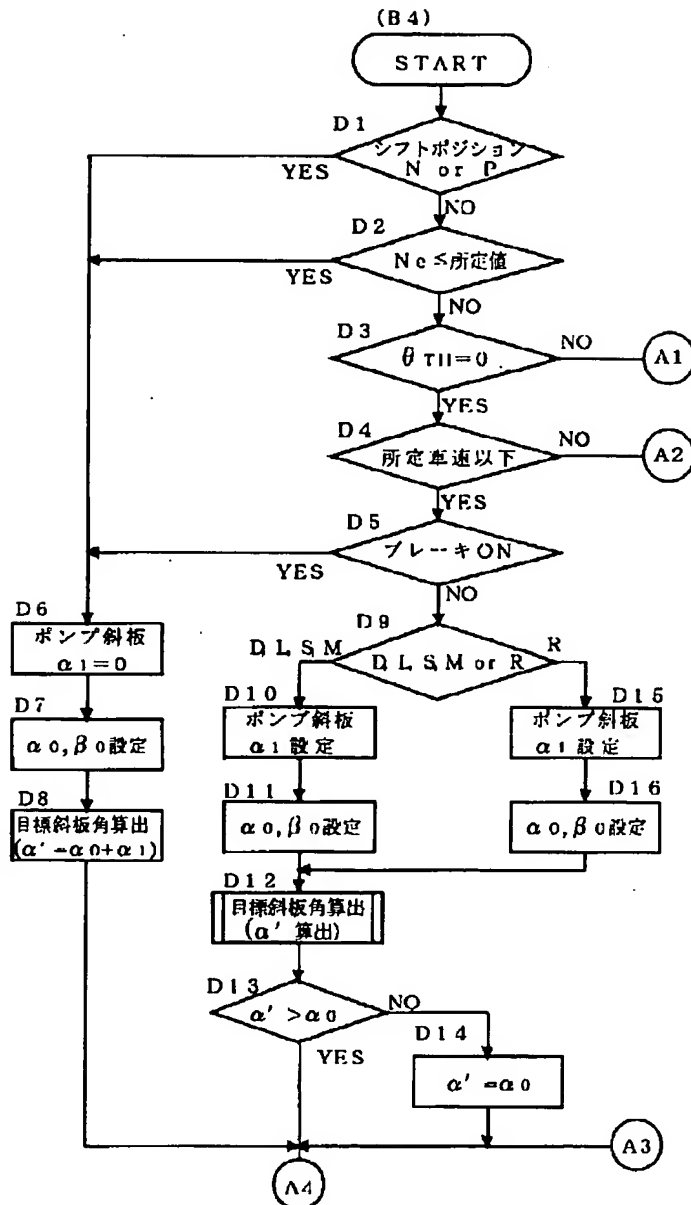 (B4)
START
D1
シフトポジション
N or P
YES
NO
D2
Ne≤所定値
YES
NO
D3
θTH=0
NO
A1
YES
D4
所定車速以下
NO
A2
YES
D5
ブレーキON
YES
NO
D6
ポンプ斜板
α1=0
D7
α0,β0設定
D8
目標斜板角算出
(α'=α0+α1)
D9
D,L,S,M
D,L,S,M or R
R
D10
ポンプ斜板
α1設定
D15
ポンプ斜板
α1設定
D11
α0,β0設定
D16
α0,β0設定
D12
目標斜板角算出
(α'算出)
D13
α'>α0
NO
YES
D14
α'=α0
A3
A4